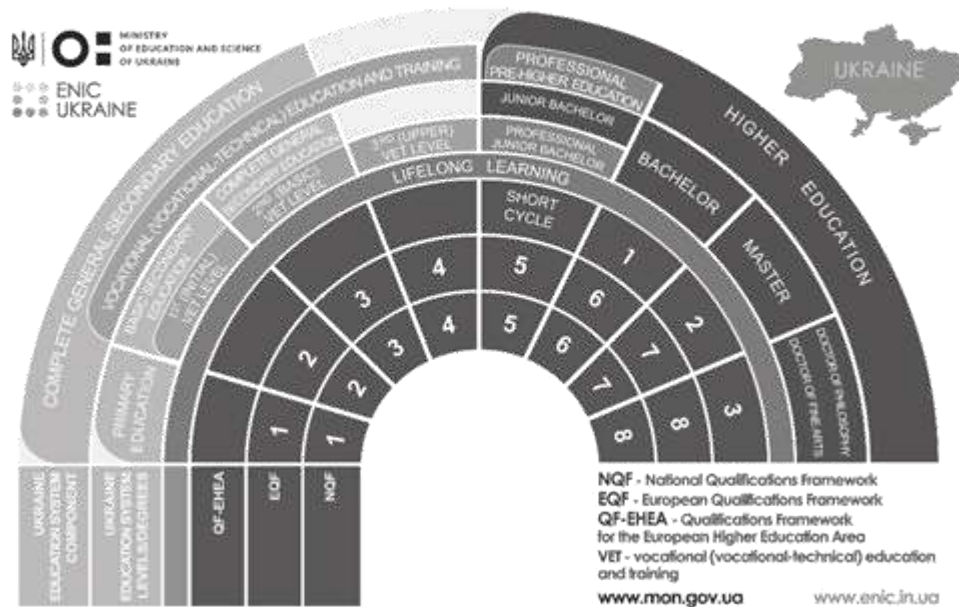 MINISTRY
OF EDUCATION AND SCIENCE
OF UKRAINE
ENIC
UKRAINE
UKRAINE
COMPLETE GENERAL SECONDARY EDUCATION
VOCATIONAL (VOCATIONAL-TECHNICAL) EDUCATION AND TRAINING
HIGHER EDUCATION
PROFESSIONAL
PRE-HIGHER EDUCATION
JUNIOR BACHELOR
PROFESSIONAL
JUNIOR BACHELOR
BACHELOR
MASTER
DOCTOR OF PHILOSOPHY
DOCTOR OF FINE ARTS
PRIMARY
EDUCATION
BASIC SECONDARY
EDUCATION
1ST (INITIAL)
VET LEVEL
COMPLETE GENERAL
SECONDARY EDUCATION
2ND (BASIC)
VET LEVEL
3RD (UPPER)
VET LEVEL
LIFELONG LEARNING
SHORT
CYCLE
1
2
3
1
2
3
4
5
6
7
8
1
2
3
4
5
6
7
8
UKRAINE
EDUCATION SYSTEM
COMPONENT
UKRAINE
EDUCATION SYSTEM
LEVELS/DEGREES
QF-EHEA
EQF
NQF
NQF - National Qualifications Framework
EQF - European Qualifications Framework
QF-EHEA - Qualifications Framework
for the European Higher Education Area
VET - vocational (vocational-technical) education
and training
www.mon.gov.ua
www.enic.in.ua